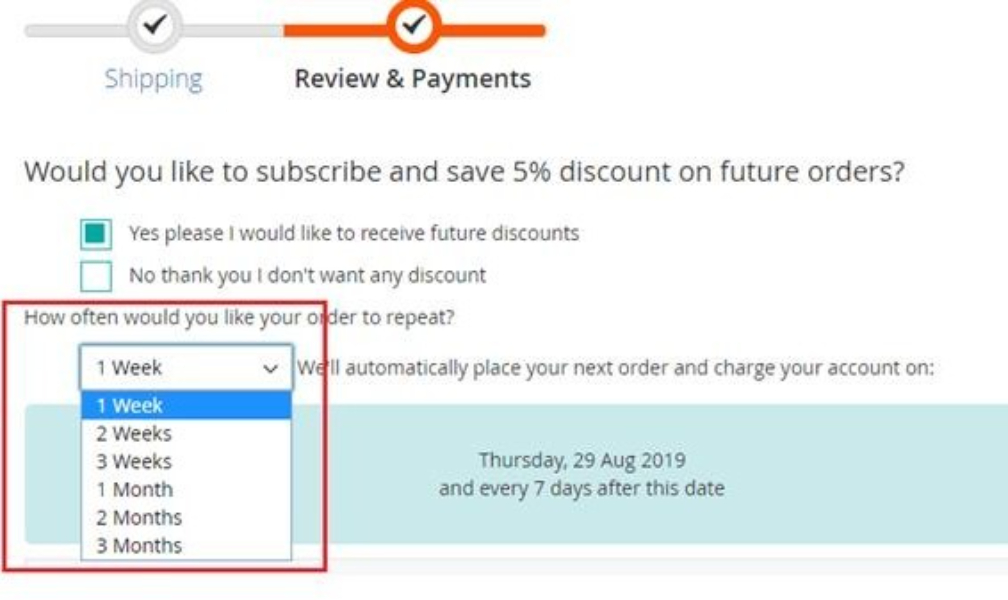 Shipping
Review & Payments
Would you like to subscribe and save 5% discount on future orders?
Yes please I would like to receive future discounts
No thank you I don't want any discount
How often would you like your order to repeat?
1 Week We'll automatically place your next order and charge your account on:
1 Week
2 Weeks
3 Weeks
1 Month
2 Months
3 Months
Thursday, 29 Aug 2019
and every 7 days after this date